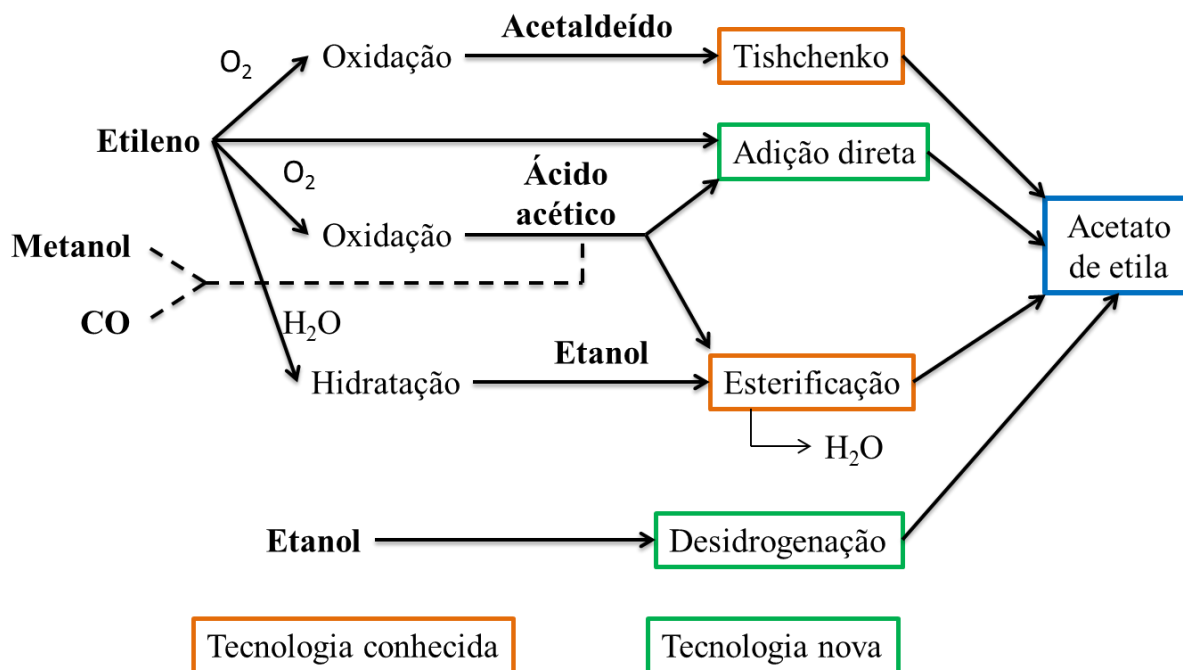 Acetaldeído
O₂
Oxidação
Tishchenko
Etileno
Adição direta
O₂
Ácido
acético
Oxidação
Acetato
de etila
Metanol
CO
H₂O
Etanol
Hidratação
Esterificação
H₂O
Etanol
Desidrogenação
Tecnologia conhecida
Tecnologia nova